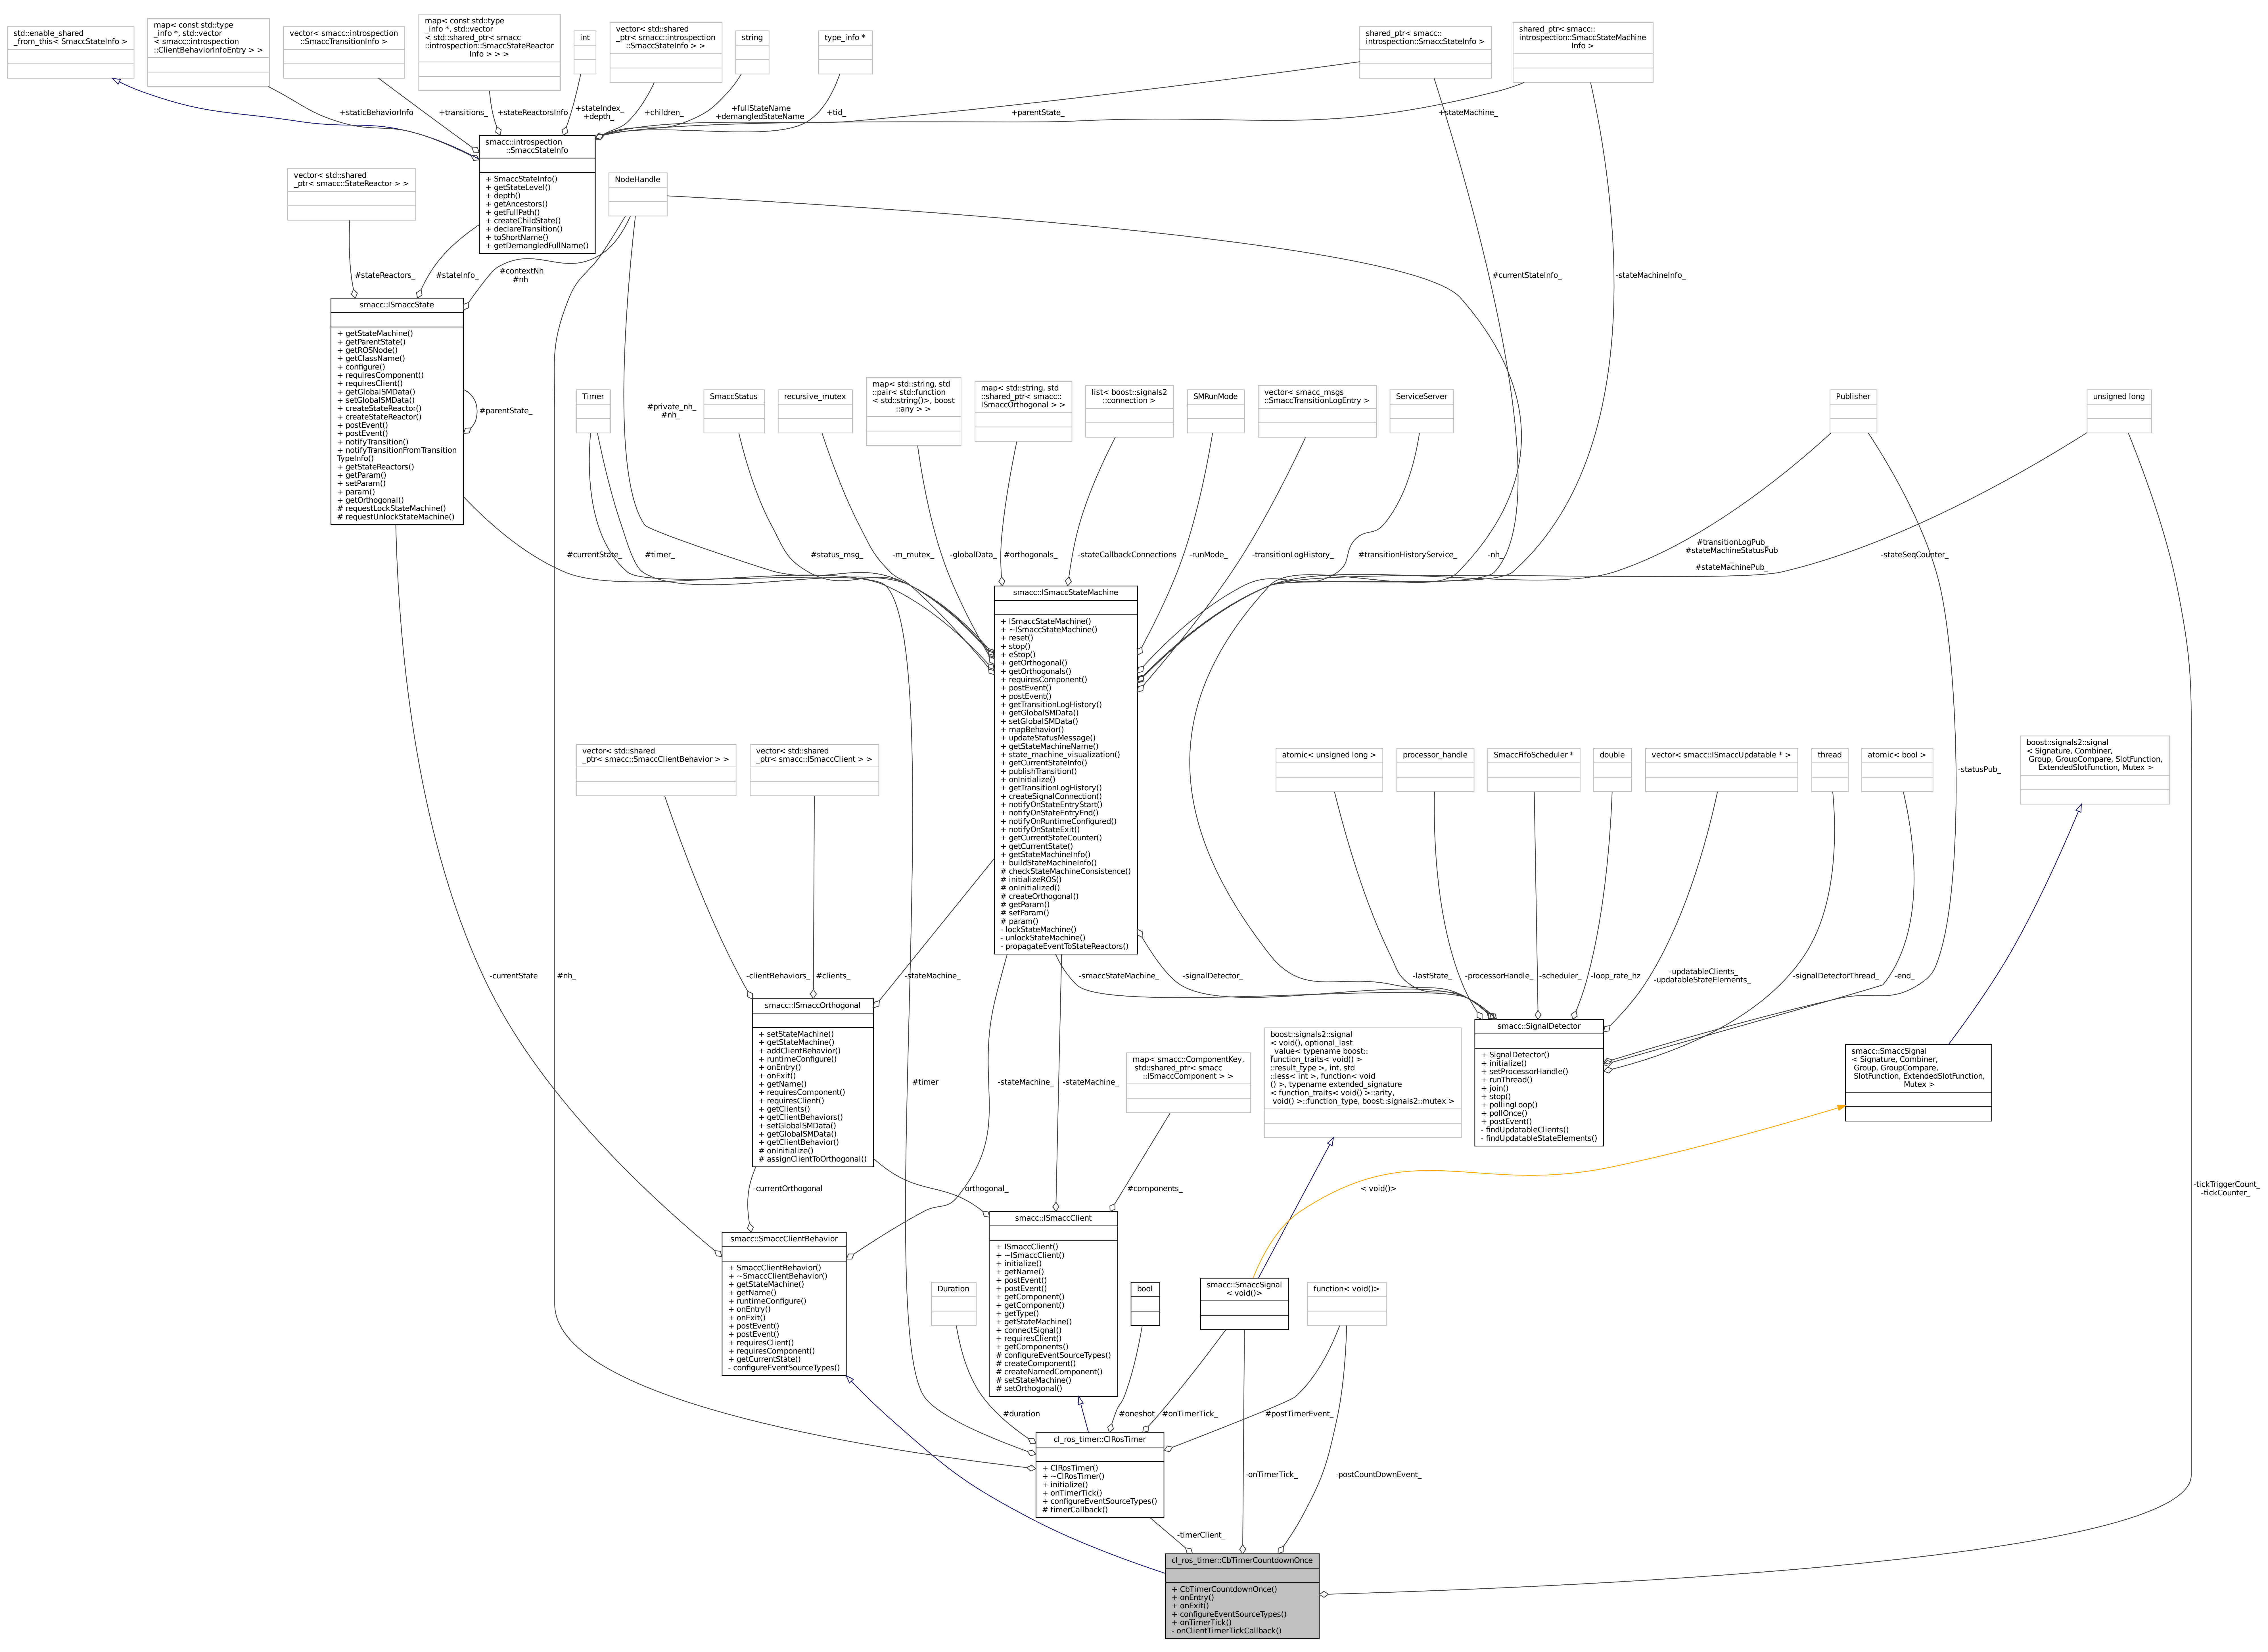 std::enable_shared
_from_this< SmaccStateInfo >
map< const std::type
_info *, std::vector
< smacc::introspection
::ClientBehaviorInfoEntry > >
vector< smacc::introspection
::SmaccTransitionInfo >
map< const std::type
_info *, std::vector
< std::shared_ptr< smacc
::introspection::SmaccStateReactor
Info > > >
int
vector< std::shared
_ptr< smacc::introspection
::SmaccStateInfo > >
string
type_info *
shared_ptr< smacc::
introspection::SmaccStateInfo >
shared_ptr< smacc::
introspection::SmaccStateMachine
Info >
+staticBehaviorInfo
+transitions_
+stateReactorsInfo
+stateIndex_
+depth_
+children_
+fullStateName
+demangledStateName
+tid_
+parentState_
+stateMachine_
smacc::introspection
::SmaccStateInfo
+ SmaccStateInfo()
+ getStateLevel()
+ depth()
+ getAncestors()
+ getFullPath()
+ createChildState()
+ declareTransition()
+ toShortName()
+ getDemangledFullName()
vector< std::shared
_ptr< smacc::StateReactor > >
NodeHandle
#stateReactors_
#stateInfo_
#contextNh
#nh
#currentStateInfo_
-stateMachineInfo_
smacc::ISmaccState
+ getStateMachine()
+ getParentState()
+ getROSNode()
+ getClassName()
+ configure()
+ requiresComponent()
+ requiresClient()
+ getGlobalSMData()
+ setGlobalSMData()
+ createStateReactor()
+ createStateReactor()
+ postEvent()
+ postEvent()
+ notifyTransition()
+ notifyTransitionFromTransition
TypeInfo()
+ getStateReactors()
+ getParam()
+ setParam()
+ param()
+ getOrthogonal()
# requestLockStateMachine()
# requestUnlockStateMachine()
#parentState_
Timer
#private_nh_
#nh_
SmaccStatus
recursive_mutex
map< std::string, std
::pair< std::function
< std::string()>, boost
::any > >
map< std::string, std
::shared_ptr< smacc::
ISmaccOrthogonal > >
list< boost::signals2
::connection >
SMRunMode
vector< smacc_msgs
::SmaccTransitionLogEntry >
ServiceServer
Publisher
unsigned long
#currentState_
#timer_
#status_msg_
-m_mutex_
-globalData_
#orthogonals_
-stateCallbackConnections
-runMode_
-transitionLogHistory_
#transitionHistoryService_
-nh_
#transitionLogPub_
#stateMachineStatusPub
_
#stateMachinePub_
-stateSeqCounter_
smacc::ISmaccStateMachine
+ ISmaccStateMachine()
+ ~ISmaccStateMachine()
+ reset()
+ stop()
+ eStop()
+ getOrthogonal()
+ getOrthogonals()
+ requiresComponent()
+ postEvent()
+ postEvent()
+ getTransitionLogHistory()
+ getGlobalSMData()
+ setGlobalSMData()
+ mapBehavior()
+ updateStatusMessage()
+ getStateMachineName()
+ state_machine_visualization()
+ getCurrentStateInfo()
+ publishTransition()
+ onInitialize()
+ getTransitionLogHistory()
+ createSignalConnection()
+ notifyOnStateEntryStart()
+ notifyOnStateEntryEnd()
+ notifyOnRuntimeConfigured()
+ notifyOnStateExit()
+ getCurrentStateCounter()
+ getCurrentState()
+ getStateMachineInfo()
+ buildStateMachineInfo()
# checkStateMachineConsistence()
# initializeROS()
# onInitialized()
# createOrthogonal()
# getParam()
# setParam()
# param()
- lockStateMachine()
- unlockStateMachine()
- propagateEventToStateReactors()
vector< std::shared
_ptr< smacc::SmaccClientBehavior > >
vector< std::shared
_ptr< smacc::ISmaccClient > >
atomic< unsigned long >
processor_handle
SmaccFifoScheduler *
double
vector< smacc::ISmaccUpdatable * >
thread
atomic< bool >
-statusPub_
boost::signals2::signal
< Signature, Combiner,
Group, GroupCompare, SlotFunction,
ExtendedSlotFunction, Mutex >
-currentState
#nh_
-clientBehaviors_
#clients_
-stateMachine_
-smaccStateMachine_
-signalDetector_
-lastState_
-processorHandle_
-scheduler_
-loop_rate_hz
-updatableClients_
-updatableStateElements_
-signalDetectorThread_
-end_
smacc::ISmaccOrthogonal
+ setStateMachine()
+ getStateMachine()
+ addClientBehavior()
+ runtimeConfigure()
+ onEntry()
+ onExit()
+ getName()
+ requiresComponent()
+ requiresClient()
+ getClients()
+ getClientBehaviors()
+ setGlobalSMData()
+ getGlobalSMData()
+ getClientBehavior()
# onInitialize()
# assignClientToOrthogonal()
#timer
-stateMachine_
-stateMachine_
map< smacc::ComponentKey,
std::shared_ptr< smacc
::ISmaccComponent > >
boost::signals2::signal
< void(), optional_last
_value< typename boost::
function_traits< void() >
::result_type >, int, std
::less< int >, function< void
() >, typename extended_signature
< function_traits< void() >::arity,
void() >::function_type, boost::signals2::mutex >
smacc::SignalDetector
+ SignalDetector()
+ initialize()
+ setProcessorHandle()
+ runThread()
+ join()
+ stop()
+ pollingLoop()
+ pollOnce()
+ postEvent()
- findUpdatableClients()
- findUpdatableStateElements()
smacc::SmaccSignal
< Signature, Combiner,
Group, GroupCompare,
SlotFunction, ExtendedSlotFunction,
Mutex >
-currentOrthogonal
-orthogonal_
#components_
< void()>
-tickTriggerCount_
-tickCounter_
smacc::SmaccClientBehavior
+ SmaccClientBehavior()
+ ~SmaccClientBehavior()
+ getStateMachine()
+ getName()
+ runtimeConfigure()
+ onEntry()
+ onExit()
+ postEvent()
+ postEvent()
+ requiresClient()
+ requiresComponent()
+ getCurrentState()
- configureEventSourceTypes()
smacc::ISmaccClient
+ ISmaccClient()
+ ~ISmaccClient()
+ initialize()
+ getName()
+ postEvent()
+ postEvent()
+ getComponent()
+ getComponent()
+ getType()
+ getStateMachine()
+ connectSignal()
+ requiresClient()
+ getComponents()
# configureEventSourceTypes()
# createComponent()
# createNamedComponent()
# setStateMachine()
# setOrthogonal()
Duration
bool
smacc::SmaccSignal
< void()>
function< void()>
#duration
#oneshot
#onTimerTick_
#postTimerEvent_
cl_ros_timer::ClRosTimer
+ ClRosTimer()
+ ~ClRosTimer()
+ initialize()
+ onTimerTick()
+ configureEventSourceTypes()
# timerCallback()
-onTimerTick_
-postCountDownEvent_
-timerClient_
cl_ros_timer::CbTimerCountdownOnce
+ CbTimerCountdownOnce()
+ onEntry()
+ onExit()
+ configureEventSourceTypes()
+ onTimerTick()
- onClientTimerTickCallback()